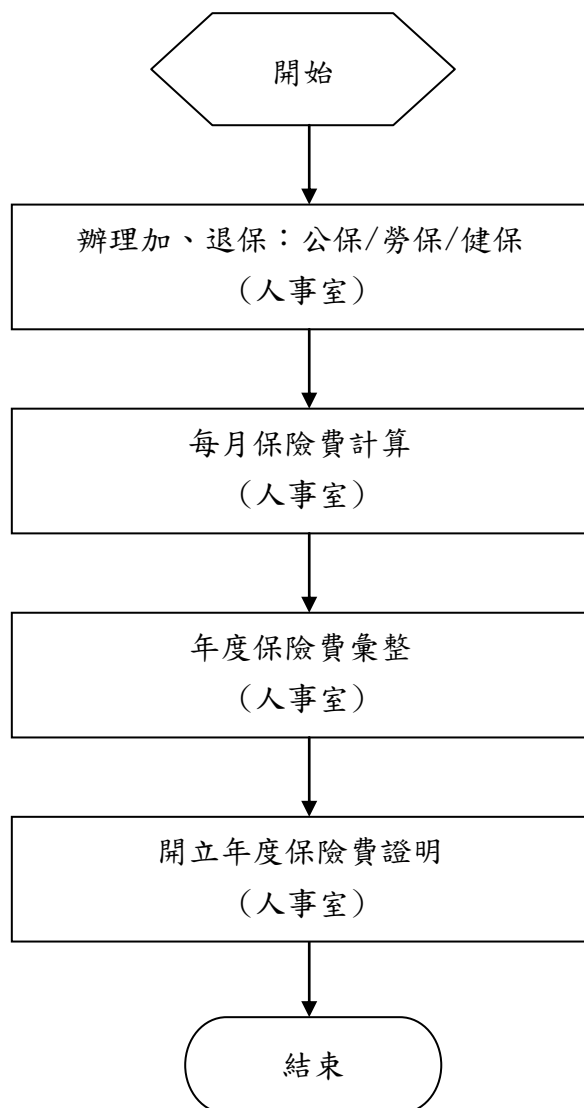 開始
辦理加、退保：公保/勞保/健保
（人事室）
每月保險費計算
（人事室）
年度保險費彙整
（人事室）
開立年度保險費證明
（人事室）
結束